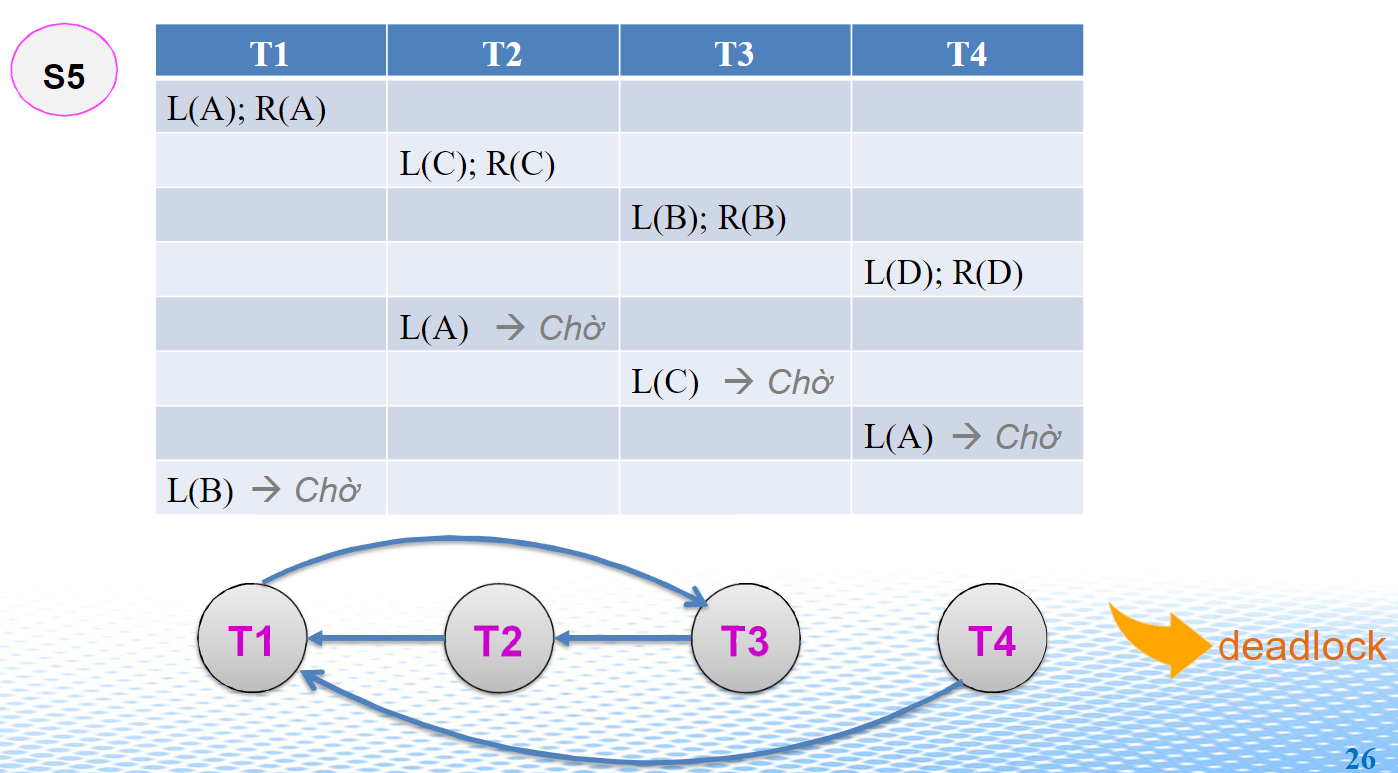 S5
T1 T2 T3 T4
L(A); R(A)
L(C); R(C)
L(B); R(B)
L(D); R(D)
L(A) → Chờ
L(C) → Chờ
L(A) → Chờ
L(B) → Chờ
T1 T2 T3 T4
deadlock
26